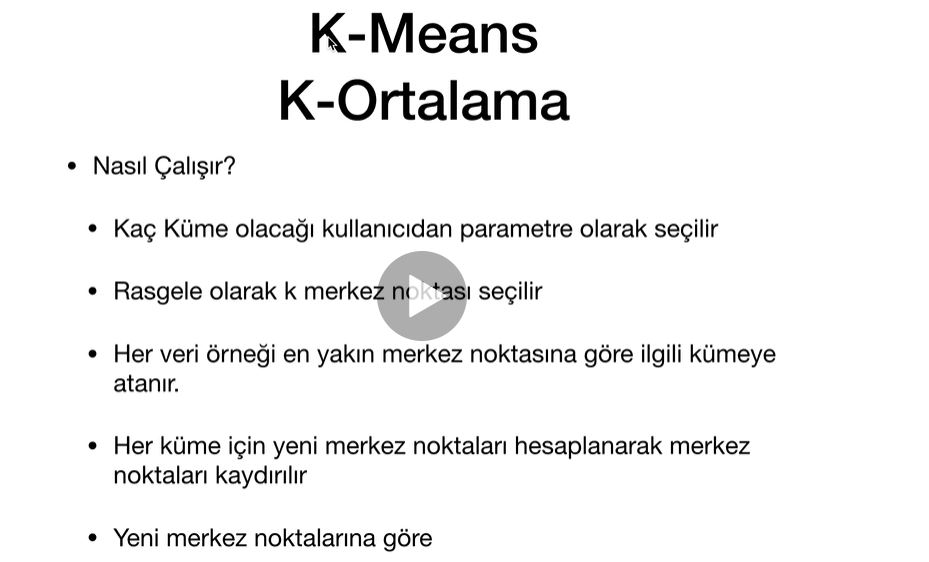 K-Means
K-Ortalama
• Nasıl Çalışır?
• Kaç Küme olacağı kullanıcıdan parametre olarak seçilir
• Rasgele olarak k merkez noktası seçilir
• Her veri örneği en yakın merkez noktasına göre ilgili kümeye
atanır.
• Her küme için yeni merkez noktaları hesaplanarak merkez
noktaları kaydırılır
• Yeni merkez noktalarına göre